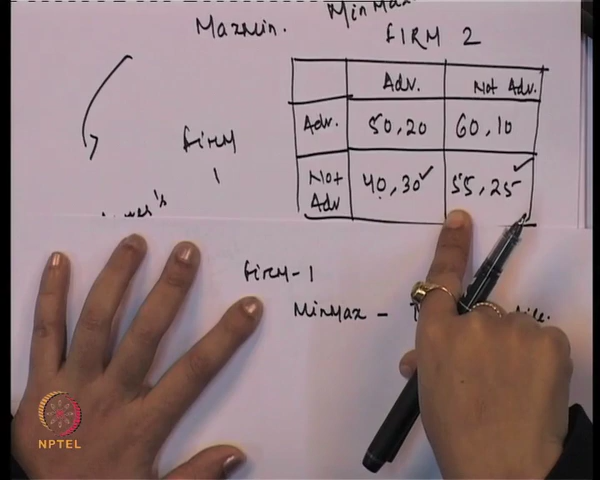 MinMax
MaxMin.
FIRM 2
Adv. Not Adv.
Adv. 50,20 60,10
Firm
1
Not
Adv 40,30✓ 55,25✓
Firm-1
MinMax -
NPTEL